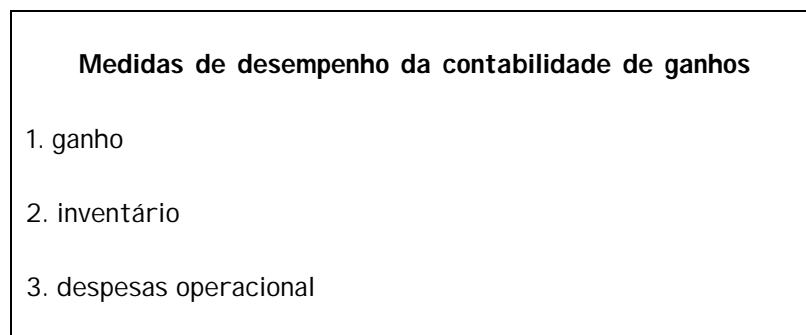 Medidas de desempenho da contabilidade de ganhos
1. ganho
2. inventário
3. despesas operacional